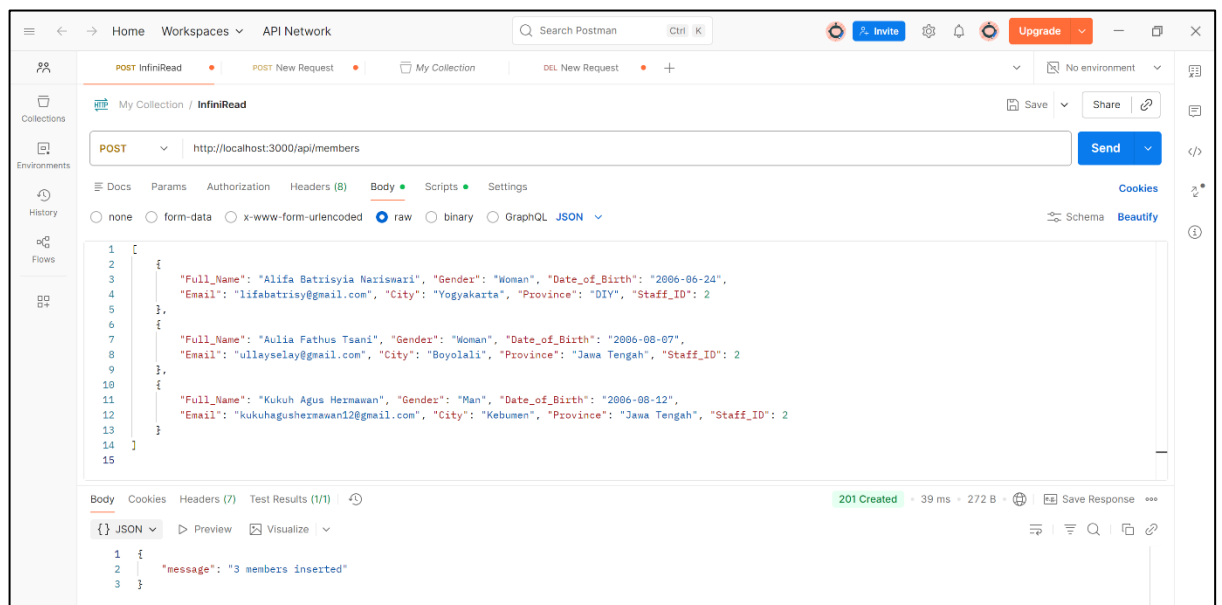 Home Workspaces API Network Search Postman Ctrl K Invite Upgrade
POST InfiniRead POST New Request My Collection DEL New Request No environment
HTTP My Collection / InfiniRead Save Share
Collections
Environments
History
Flows
POST http://localhost:3000/api/members Send
Docs Params Authorization Headers (8) Body Scripts Settings Cookies
none form-data x-www-form-urlencoded raw binary GraphQL JSON Schema Beautify
1 [
2 {
3 "Full_Name": "Alifa Batrisyia Nariswari", "Gender": "Woman", "Date_of_Birth": "2006-06-24",
4 "Email": "lifabatrisy@gmail.com", "City": "Yogyakarta", "Province": "DIY", "Staff_ID": 2
5 },
6 {
7 "Full_Name": "Aulia Fathus Tsani", "Gender": "Woman", "Date_of_Birth": "2006-08-07",
8 "Email": "ullayselay@gmail.com", "City": "Boyolali", "Province": "Jawa Tengah", "Staff_ID": 2
9 },
10 {
11 "Full_Name": "Kukuh Agus Hermawan", "Gender": "Man", "Date_of_Birth": "2006-08-12",
12 "Email": "kukuhagushermawan12@gmail.com", "City": "Kebumen", "Province": "Jawa Tengah", "Staff_ID": 2
13 }
14 ]
15
Body Cookies Headers (7) Test Results (1/1) 201 Created 39 ms 272 B e.g. Save Response
{} JSON Preview Visualize
1 {
2 "message": "3 members inserted"
3 }